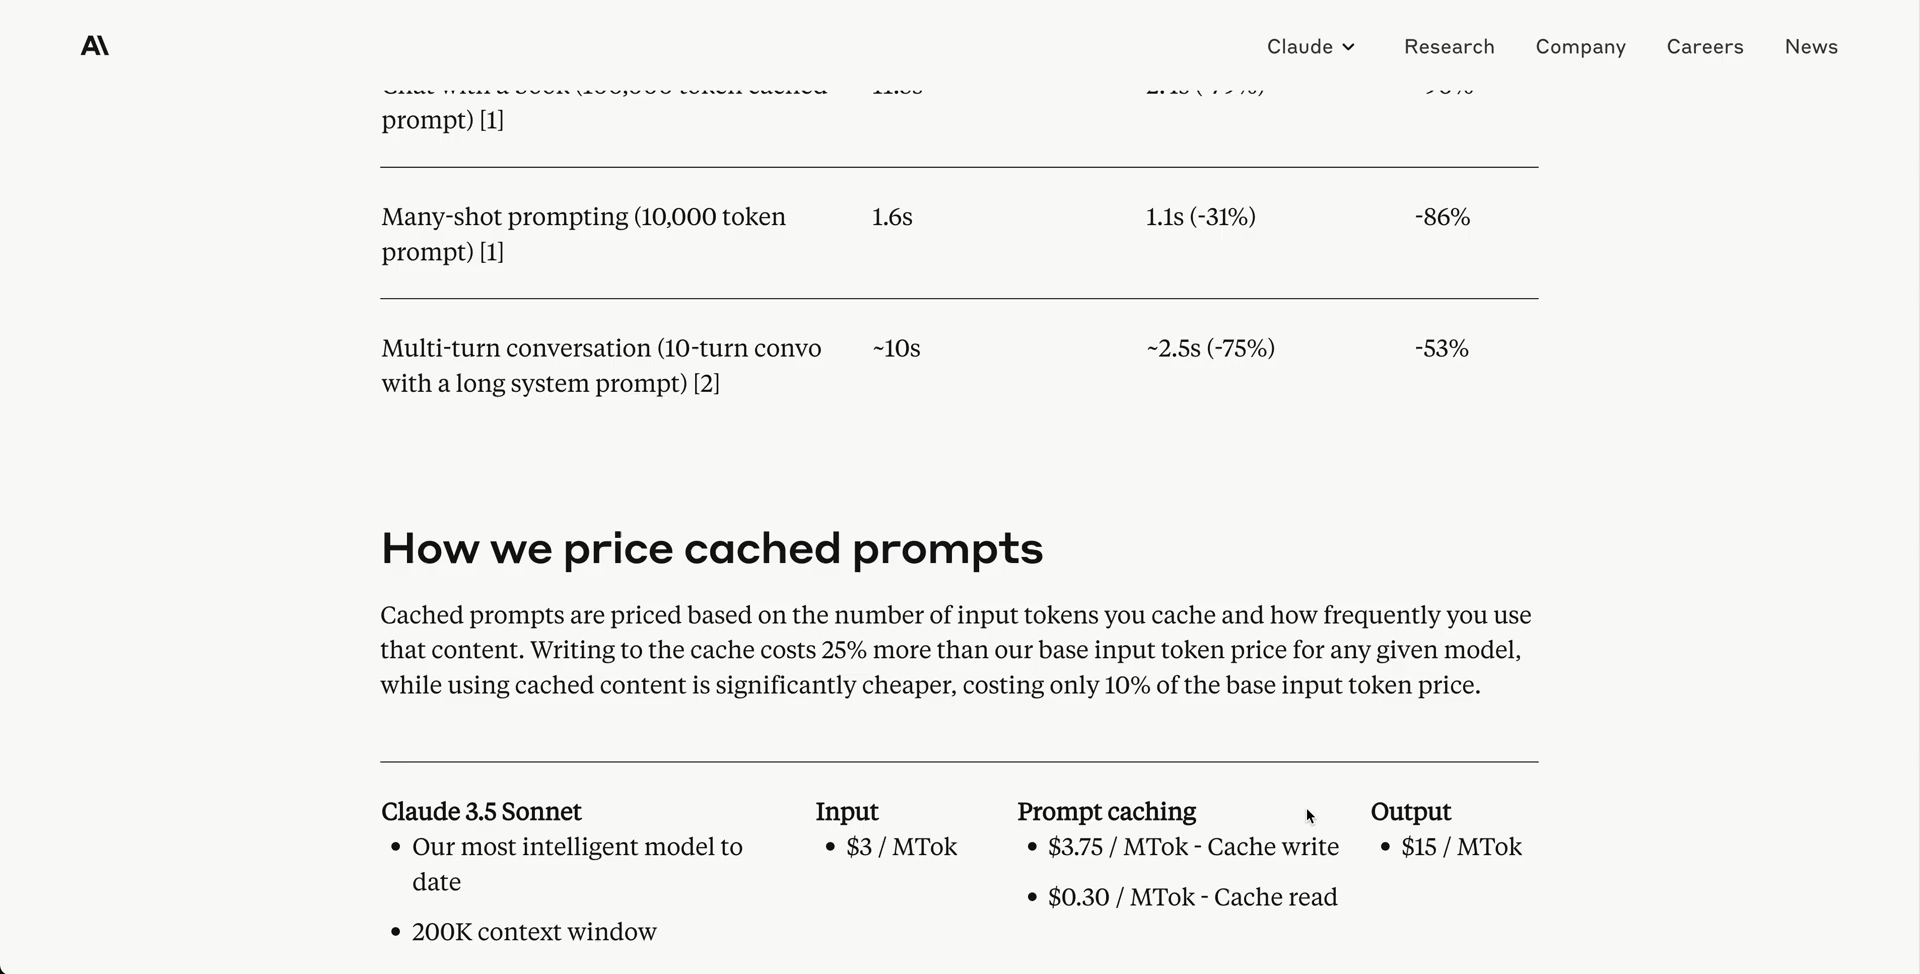 Claude
Research
Company
Careers
News
prompt) [1]
Many-shot prompting (10,000 token
prompt) [1]
1.6s
1.1s (-31%)
-86%
Multi-turn conversation (10-turn convo
with a long system prompt) [2]
~10s
~2.5s (-75%)
-53%
How we price cached prompts
Cached prompts are priced based on the number of input tokens you cache and how frequently you use
that content. Writing to the cache costs 25% more than our base input token price for any given model,
while using cached content is significantly cheaper, costing only 10% of the base input token price.
Claude 3.5 Sonnet
• Our most intelligent model to
date
• 200K context window
Input
• $3 / MTok
Prompt caching
• $3.75 / MTok - Cache write
• $0.30 / MTok - Cache read
Output
• $15 / MTok